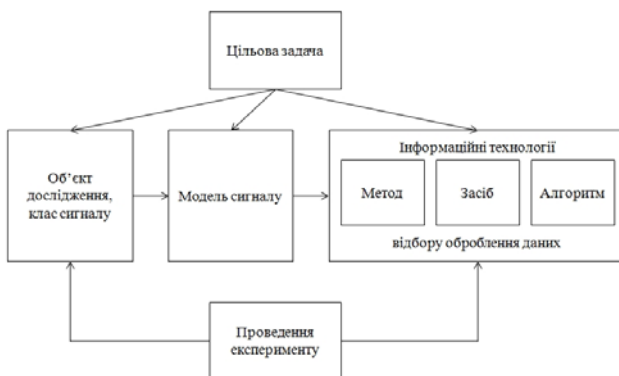 Цільова задача
Об’єкт
дослідження,
клас сигналу
Модель сигналу
Інформаційні технології
Метод
Засіб
Алгоритм
відбору оброблення даних
Проведення
експерименту